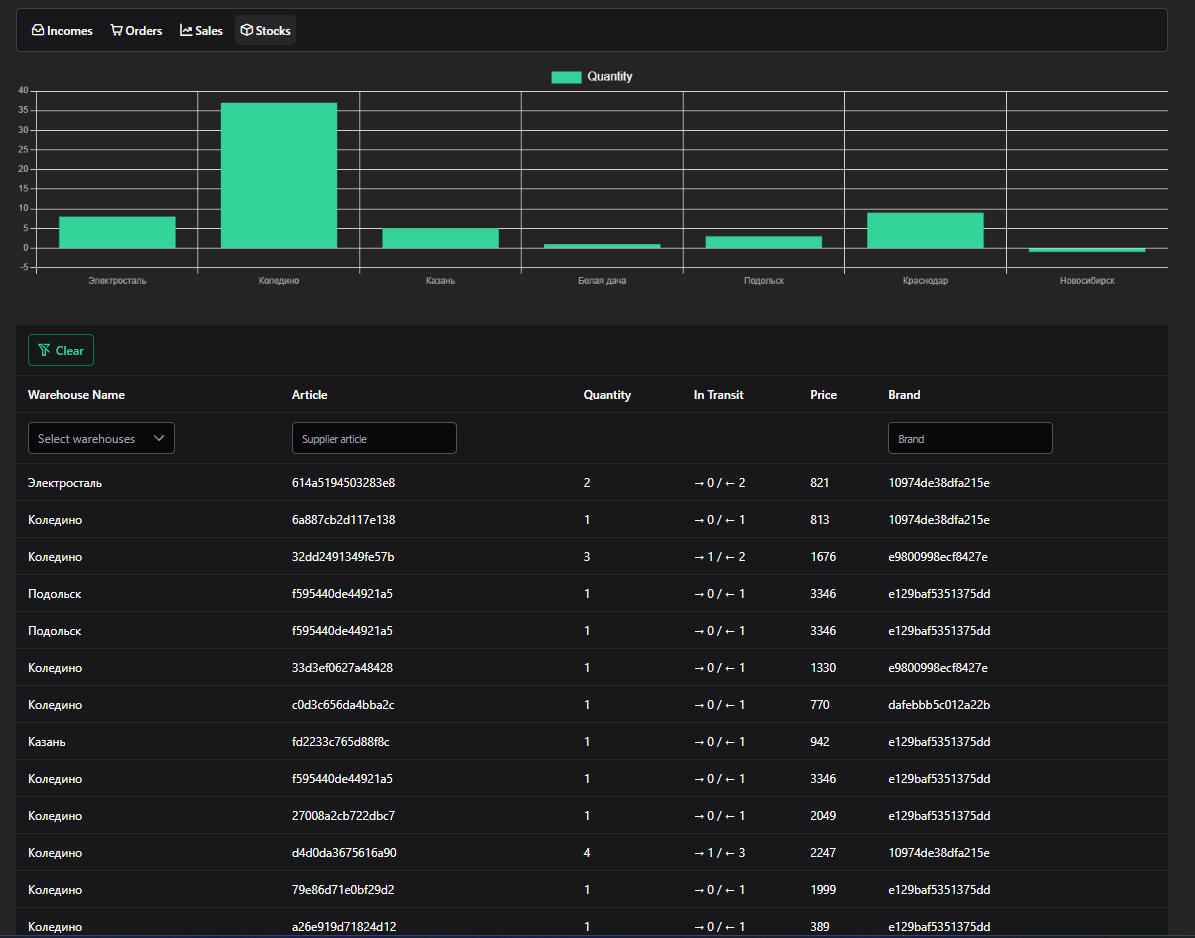 Incomes Orders Sales Stocks
Quantity
40
35
30
25
20
15
10
5
0
-5
Электросталь Коледино Казань Белая дача Подольск Краснодар Новосибирск
Clear
Warehouse Name Article Quantity In Transit Price Brand
Select warehouses Supplier article Brand
Электросталь 614a5194503283e8 2 → 0 / ← 2 821 10974de38dfa215e
Коледино 6a887cb2d117e138 1 → 0 / ← 1 813 10974de38dfa215e
Коледино 32dd2491349fe57b 3 → 1 / ← 2 1676 e9800998ecf8427e
Подольск f595440de44921a5 1 → 0 / ← 1 3346 e129baf5351375dd
Подольск f595440de44921a5 1 → 0 / ← 1 3346 e129baf5351375dd
Коледино 33d3ef0627a48428 1 → 0 / ← 1 1330 e9800998ecf8427e
Коледино c0d3c656da4bba2c 1 → 0 / ← 1 770 dafebbb5c012a22b
Казань fd2233c765d88f8c 1 → 0 / ← 1 942 e129baf5351375dd
Коледино f595440de44921a5 1 → 0 / ← 1 3346 e129baf5351375dd
Коледино 27008a2cb722dbc7 1 → 0 / ← 1 2049 e129baf5351375dd
Коледино d4d0da3675616a90 4 → 1 / ← 3 2247 10974de38dfa215e
Коледино 79e86d71e0bf29d2 1 → 0 / ← 1 1999 e129baf5351375dd
Коледино a26e919d71824d12 1 → 0 / ← 1 389 e129baf5351375dd